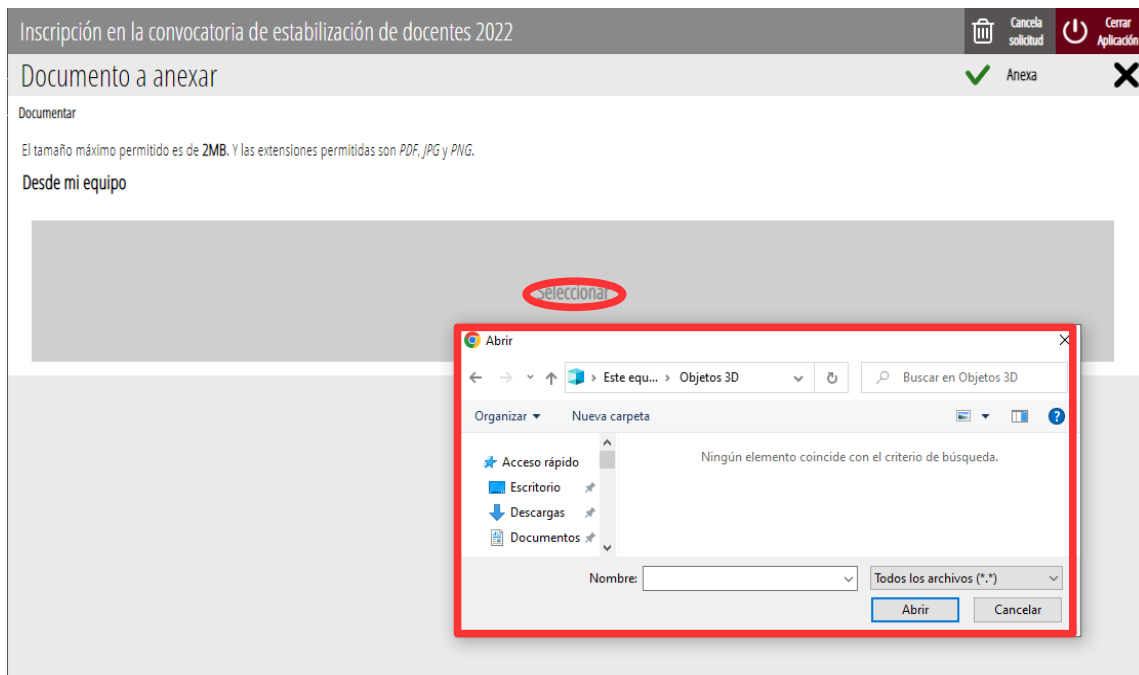 Inscripción en la convocatoria de estabilización de docentes 2022
Cancela solicitud
Cerrar Aplicación
Documento a anexar
Anexa
Documentar
El tamaño máximo permitido es de 2MB. Y las extensiones permitidas son PDF, JPG y PNG.
Desde mi equipo
Seleccionar
Abrir
Este equ... > Objetos 3D
Buscar en Objetos 3D
Organizar
Nueva carpeta
Acceso rápido
Ningún elemento coincide con el criterio de búsqueda.
Escritorio
Descargas
Documentos
Nombre:
Todos los archivos (*.*)
Abrir
Cancelar